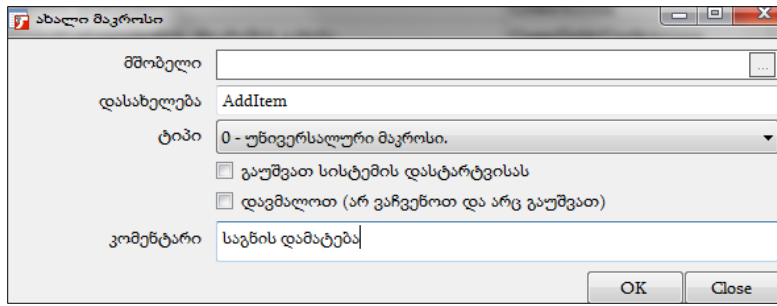 ახალი მაკროსი
მშობელი
...
დასახელება AddItem
ტიპი 0 - უნივერსალური მაკროსი.
გაუშვათ სისტემის დასტარტვისას
დავმალოთ (არ ვაჩვენოთ და არც გაუშვათ)
კომენტარი საგნის დამატება
OK Close